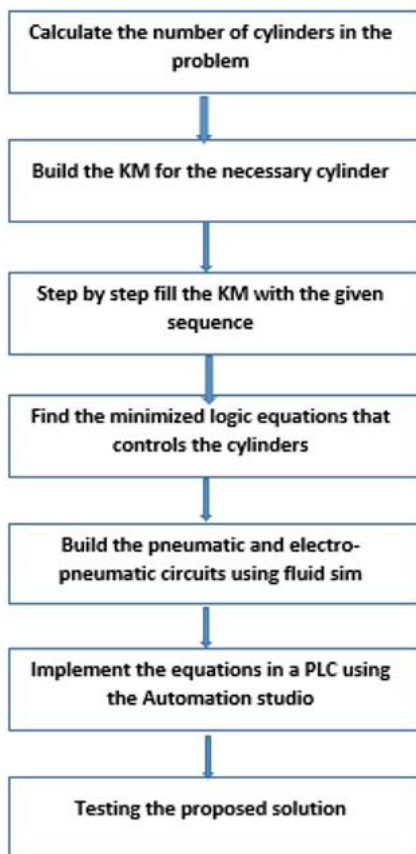 Calculate the number of cylinders in the
problem
Build the KM for the necessary cylinder
Step by step fill the KM with the given
sequence
Find the minimized logic equations that
controls the cylinders
Build the pneumatic and electro-
pneumatic circuits using fluid sim
Implement the equations in a PLC using
the Automation studio
Testing the proposed solution